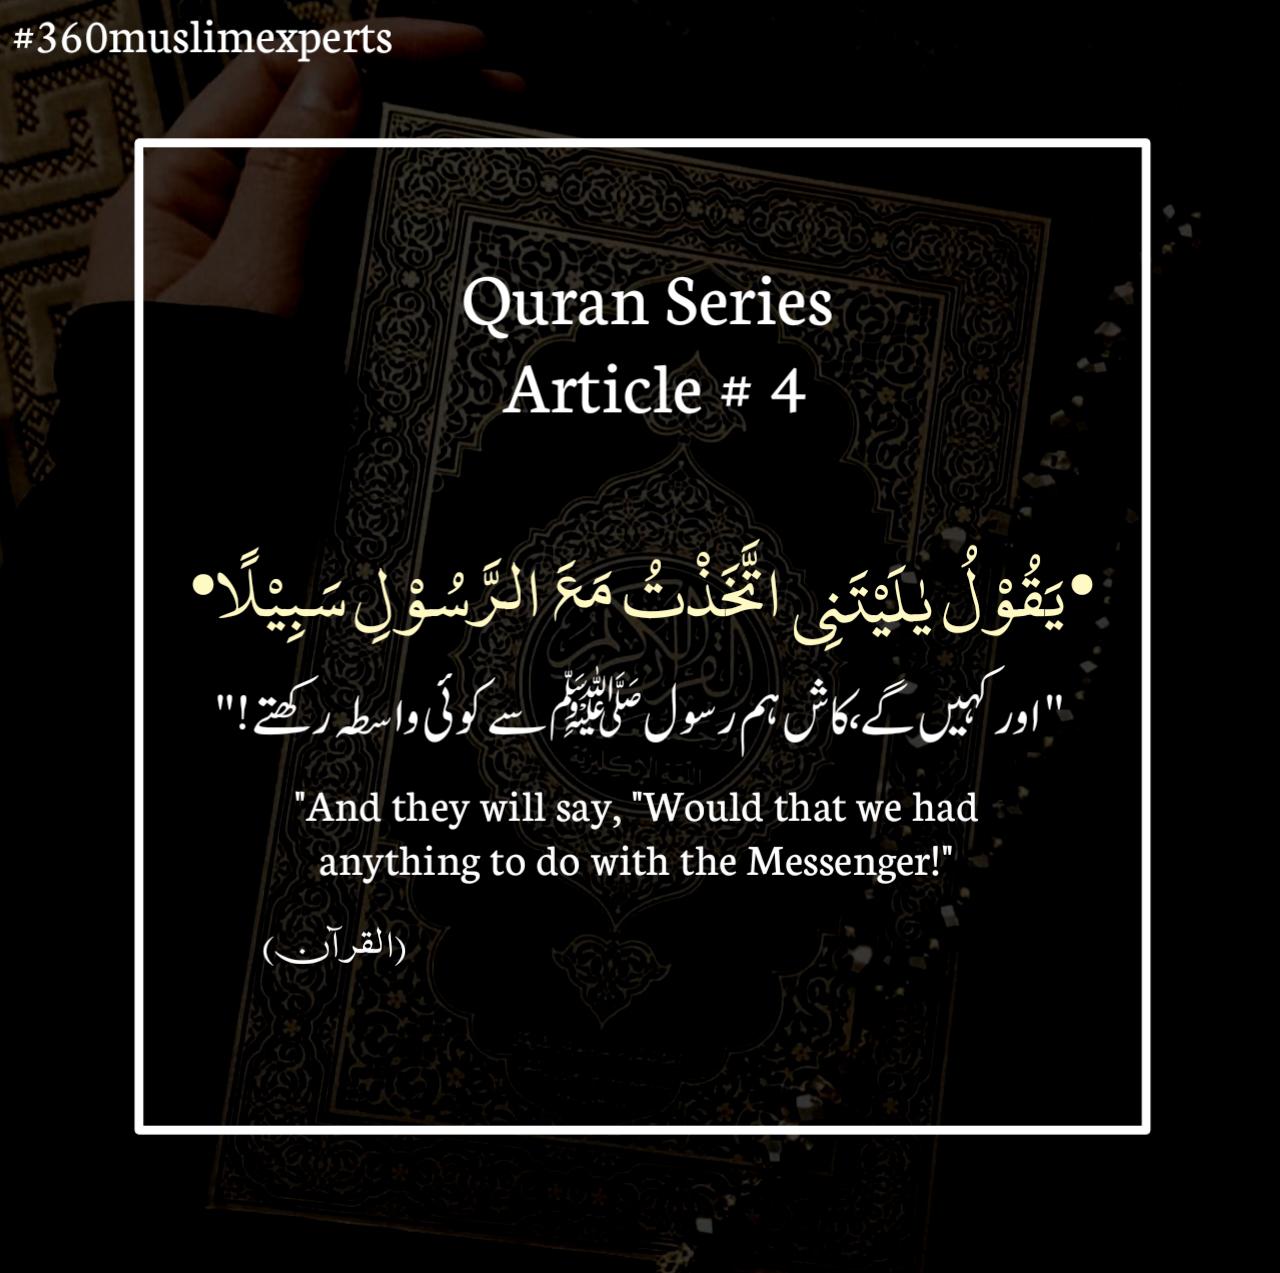 #360muslimexperts
Quran Series
Article # 4
•يَقُوْلُ يٰلَيْتَنِى اتَّخَذْتُ مَعَ الرَّسُوْلِ سَبِيْلًا•
"اور کہیں گے،کاش ہم رسول ﷺ سے کوئی واسطہ رکھتے!"
"And they will say, "Would that we had
anything to do with the Messenger!"
(القرآن)